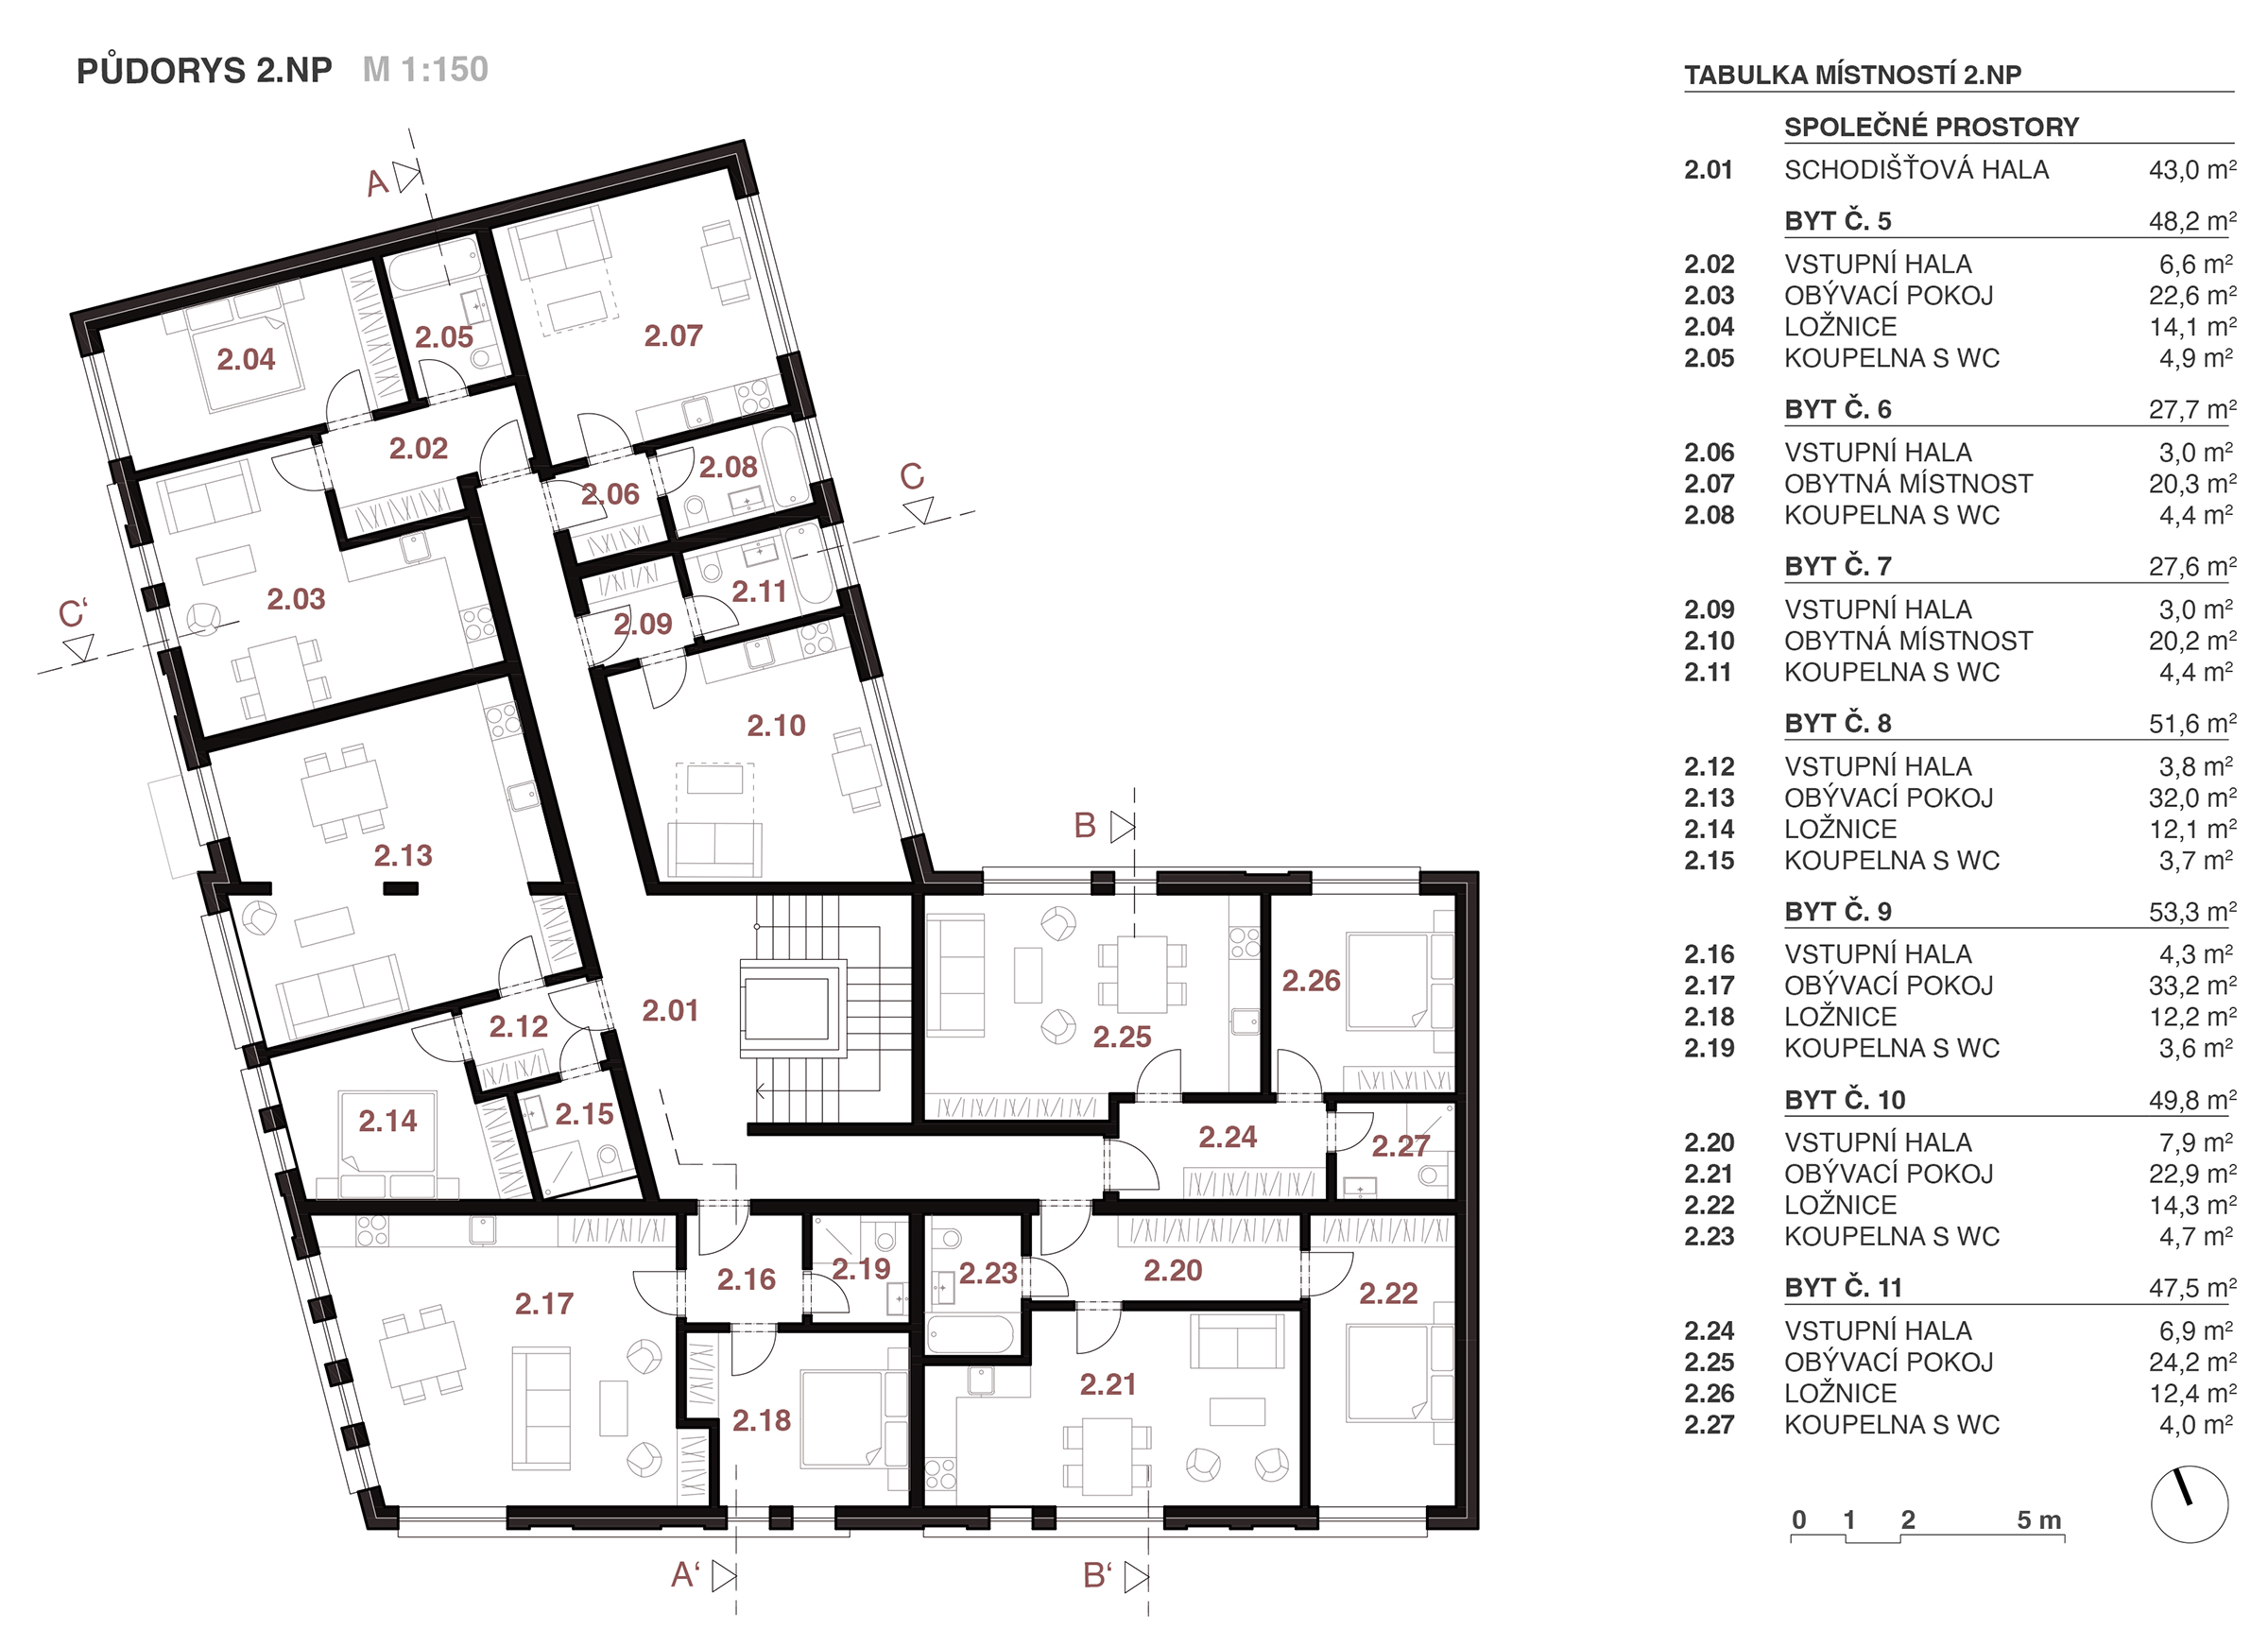 PŮDORYS 2.NP M 1:150
A
2.07
2.05
2.04
2.02
2.08
C
2.06
2.11
2.03
C‘
2.09
2.10
B
2.13
2.26
2.01
2.12
2.25
2.15
2.14
2.24
2.27
2.19
2.16
2.23
2.20
2.17
2.22
2.21
2.18
A‘
B‘
TABULKA MÍSTNOSTÍ 2.NP
SPOLEČNÉ PROSTORY
2.01 SCHODIŠŤOVÁ HALA 43,0 m²
BYT Č. 5 48,2 m²
2.02 VSTUPNÍ HALA 6,6 m²
2.03 OBÝVACÍ POKOJ 22,6 m²
2.04 LOŽNICE 14,1 m²
2.05 KOUPELNA S WC 4,9 m²
BYT Č. 6 27,7 m²
2.06 VSTUPNÍ HALA 3,0 m²
2.07 OBYTNÁ MÍSTNOST 20,3 m²
2.08 KOUPELNA S WC 4,4 m²
BYT Č. 7 27,6 m²
2.09 VSTUPNÍ HALA 3,0 m²
2.10 OBYTNÁ MÍSTNOST 20,2 m²
2.11 KOUPELNA S WC 4,4 m²
BYT Č. 8 51,6 m²
2.12 VSTUPNÍ HALA 3,8 m²
2.13 OBÝVACÍ POKOJ 32,0 m²
2.14 LOŽNICE 12,1 m²
2.15 KOUPELNA S WC 3,7 m²
BYT Č. 9 53,3 m²
2.16 VSTUPNÍ HALA 4,3 m²
2.17 OBÝVACÍ POKOJ 33,2 m²
2.18 LOŽNICE 12,2 m²
2.19 KOUPELNA S WC 3,6 m²
BYT Č. 10 49,8 m²
2.20 VSTUPNÍ HALA 7,9 m²
2.21 OBÝVACÍ POKOJ 22,9 m²
2.22 LOŽNICE 14,3 m²
2.23 KOUPELNA S WC 4,7 m²
BYT Č. 11 47,5 m²
2.24 VSTUPNÍ HALA 6,9 m²
2.25 OBÝVACÍ POKOJ 24,2 m²
2.26 LOŽNICE 12,4 m²
2.27 KOUPELNA S WC 4,0 m²
0 1 2 5 m